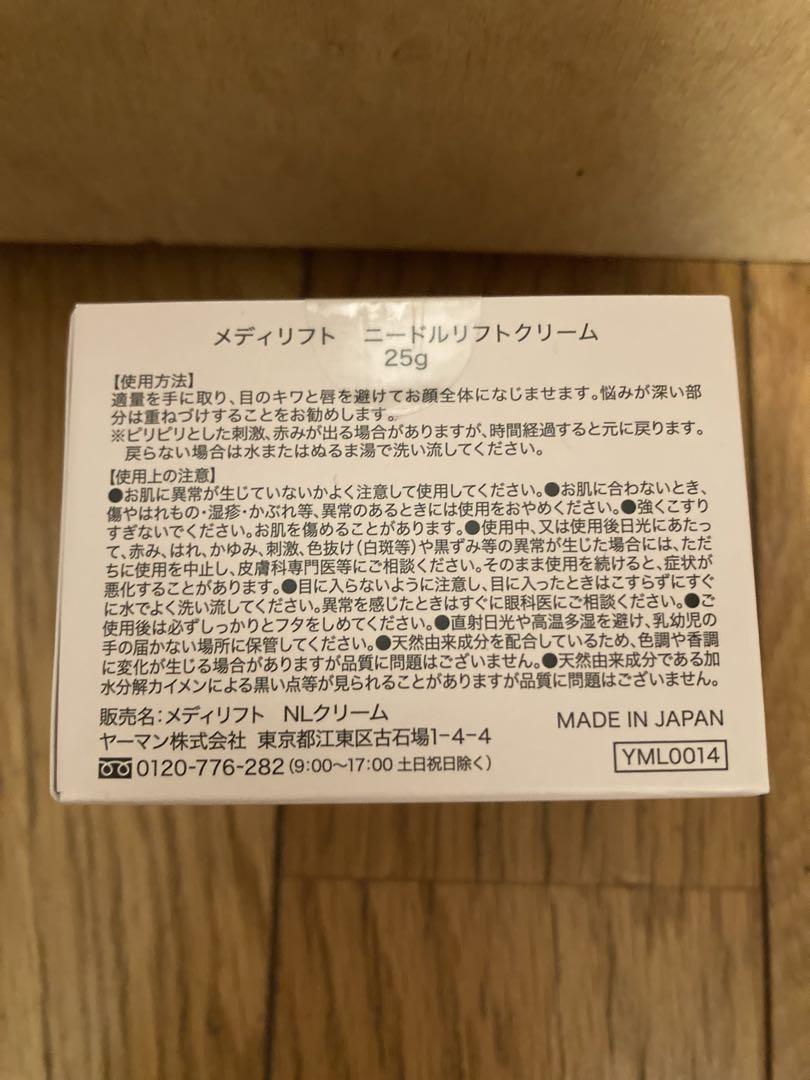 メディリフト ニードルリフトクリーム
25g
【使用方法】
適量を手に取り、目のキワと唇を避けてお顔全体になじませます。悩みが深い部
分は重ねづけすることをお勧めします。
※ピリピリとした刺激、赤みが出る場合がありますが、時間経過すると元に戻ります。
戻らない場合は水またはぬるま湯で洗い流してください。
【使用上の注意】
●お肌に異常が生じていないかよく注意して使用してください。●お肌に合わないとき、
傷やはれもの・湿疹・かぶれ等、異常のあるときには使用をおやめください。●強くこすり
すぎないでください。お肌を傷めることがあります。●使用中、又は使用後日光にあたっ
て、赤み、はれ、かゆみ、刺激、色抜け(白斑等)や黒ずみ等の異常が生じた場合には、ただ
ちに使用を中止し、皮膚科専門医等にご相談ください。そのまま使用を続けると、症状が
悪化することがあります。●目に入らないように注意し、目に入ったときはこすらずにすぐ
に水でよく洗い流してください。異常を感じたときはすぐに眼科医にご相談ください。●ご
使用後は必ずしっかりとフタをしめてください。●直射日光や高温多湿を避け、乳幼児の
手の届かない場所に保管してください。●天然由来成分を配合しているため、色調や香調
に変化が生じる場合がありますが品質に問題はございません。●天然由来成分である加
水分解カイメンによる黒い点等が見られることがありますが品質に問題はございません。
販売名:メディリフト NLクリーム
ヤーマン株式会社 東京都江東区古石場1-4-4
0120-776-282(9:00〜17:00 土日祝日除く)
MADE IN JAPAN
YML0014